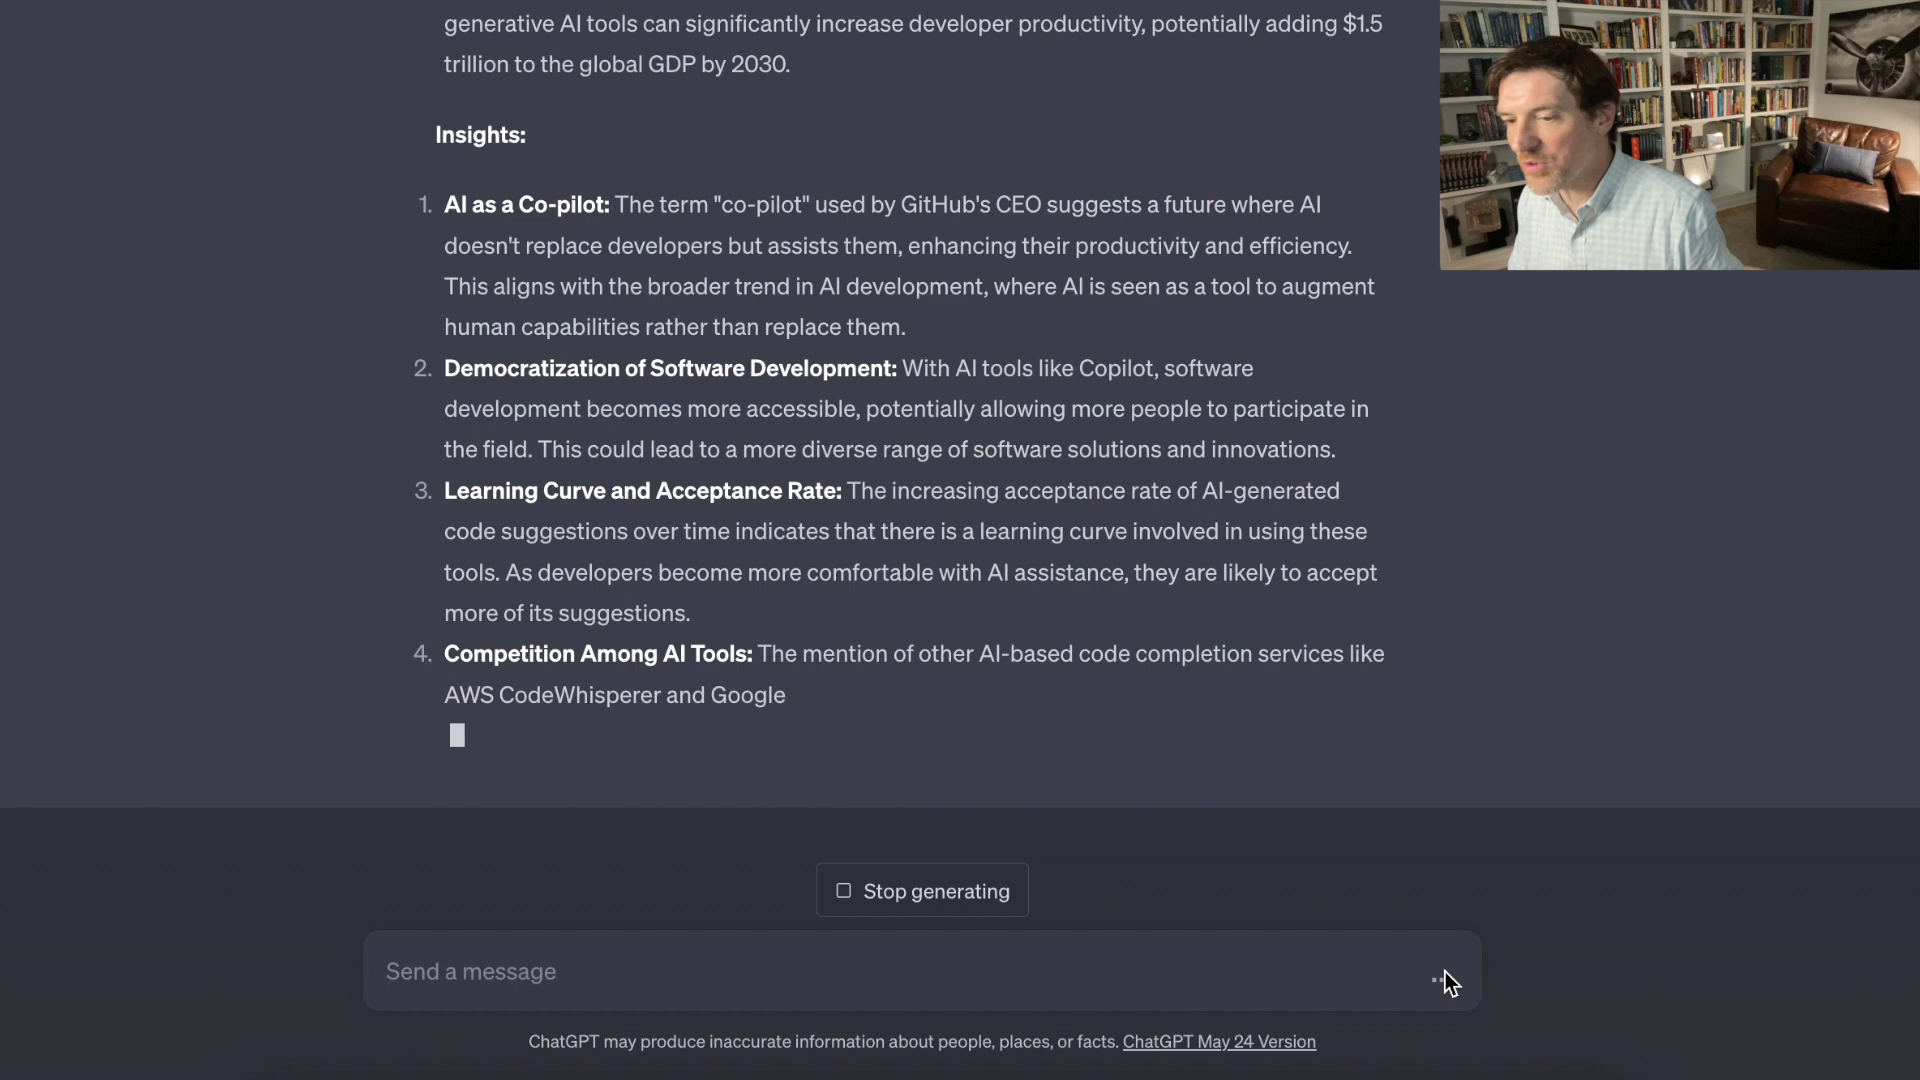 generative AI tools can significantly increase developer productivity, potentially adding $1.5
trillion to the global GDP by 2030.
Insights:
1. AI as a Co-pilot: The term "co-pilot" used by GitHub's CEO suggests a future where AI
doesn't replace developers but assists them, enhancing their productivity and efficiency.
This aligns with the broader trend in AI development, where AI is seen as a tool to augment
human capabilities rather than replace them.
2. Democratization of Software Development: With AI tools like Copilot, software
development becomes more accessible, potentially allowing more people to participate in
the field. This could lead to a more diverse range of software solutions and innovations.
3. Learning Curve and Acceptance Rate: The increasing acceptance rate of AI-generated
code suggestions over time indicates that there is a learning curve involved in using these
tools. As developers become more comfortable with AI assistance, they are likely to accept
more of its suggestions.
4. Competition Among AI Tools: The mention of other AI-based code completion services like
AWS CodeWhisperer and Google
Stop generating
Send a message
ChatGPT may produce inaccurate information about people, places, or facts. ChatGPT May 24 Version